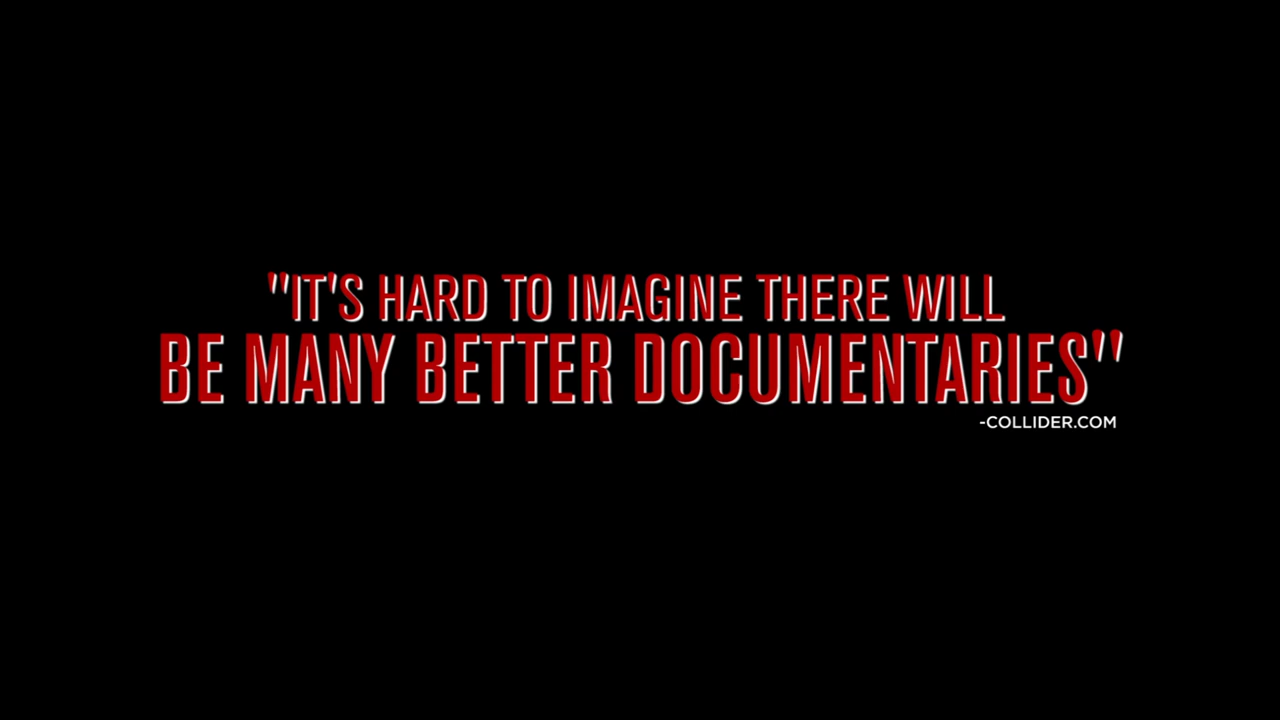 "IT'S HARD TO IMAGINE THERE WILL
BE MANY BETTER DOCUMENTARIES"
-COLLIDER.COM